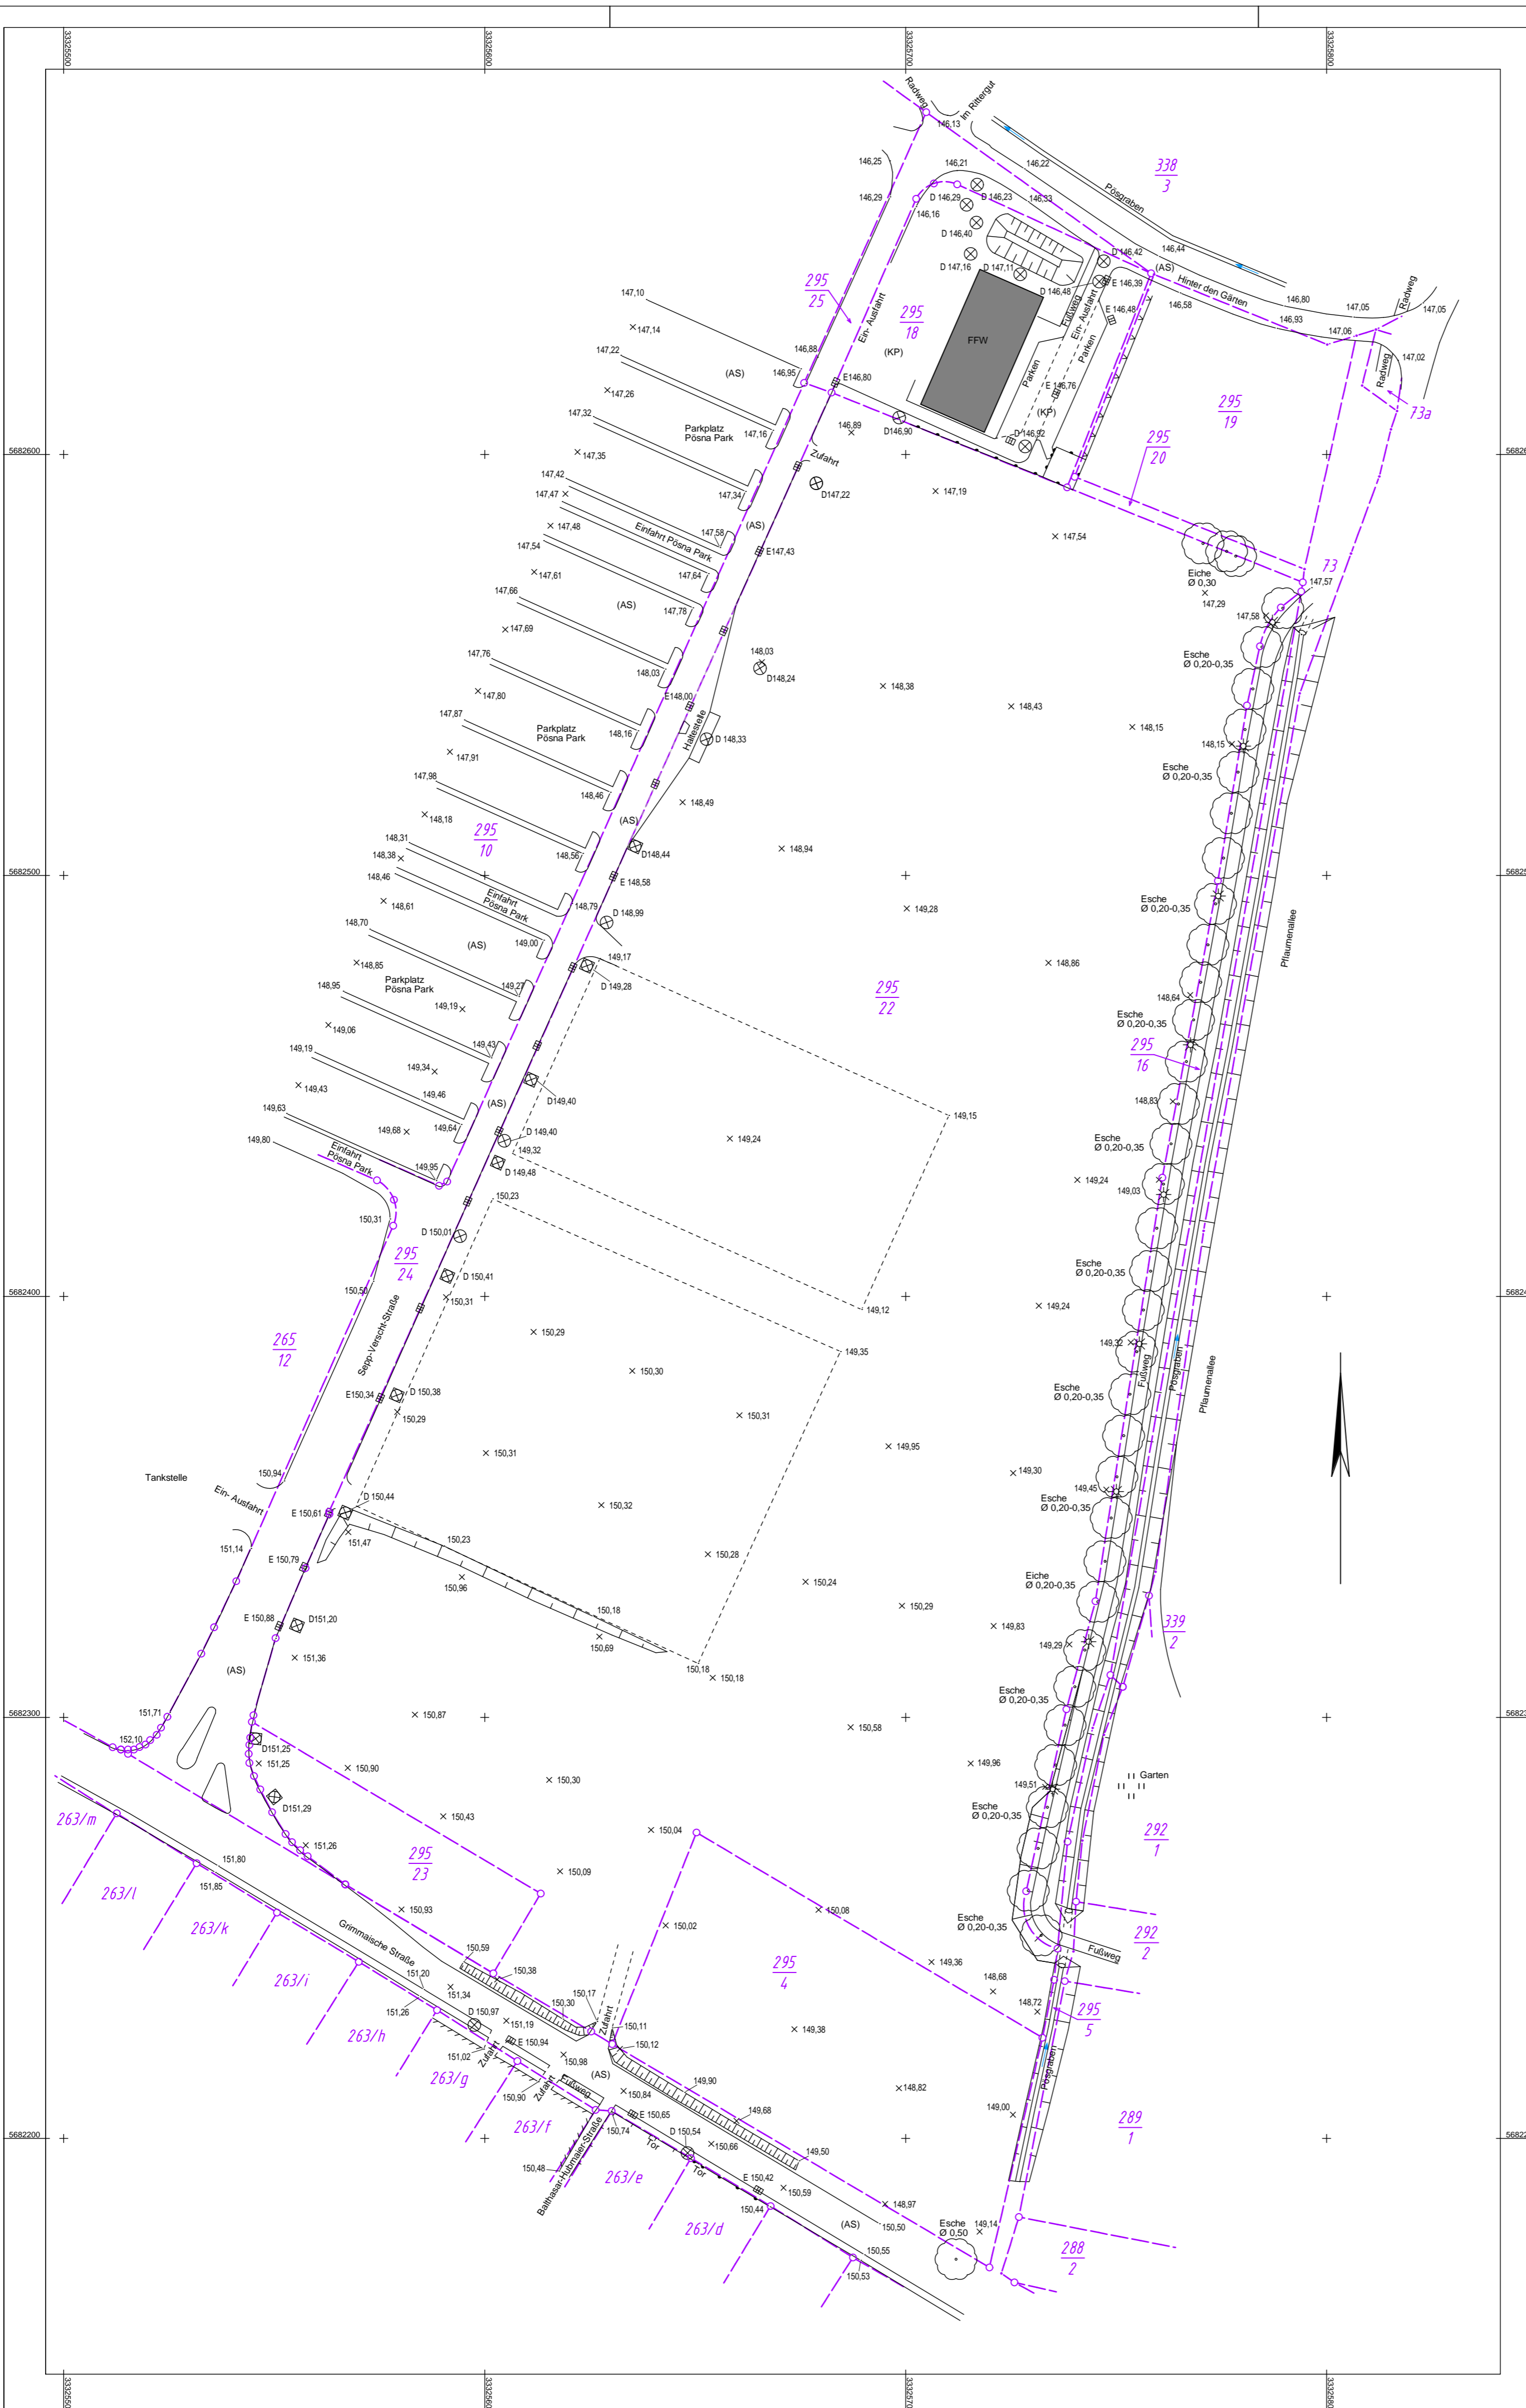 33325500
33325600
33325700
33325800
Radweg
Im Rittergut
146,13
146,25
146,21
146,22
338
3
Pösgraben
146,29
D 146,29
D 146,23
146,33
146,16
D 146,40
146,44
D 146,42
(AS)
D 147,16
D 147,11
E 146,39
Hinter den Gärten
D 146,48
146,58
146,80
147,05
Radweg
147,05
295
25
147,10
147,14
Ein- Ausfahrt
295
18
Fußweg
Ein- Ausfahrt
E 146,48
146,93
147,06
FFW
147,22
146,88
(KP)
Parken
Parken
Radweg
147,02
(AS)
146,95
E146,80
147,26
E 146,76
295
19
73a
147,32
Parkplatz
Pösna Park
147,16
146,89
D146,90
(KP)
D 146,92
295
20
147,35
Zufahrt
5682600
147,42
147,34
D147,22
147,47
147,19
147,48
147,58
(AS)
Einfahrt Pösna Park
147,54
E147,43
147,54
147,61
147,64
Eiche
Ø 0,30
73
147,57
147,66
(AS)
147,78
147,29
147,58
147,69
148,03
D148,24
Esche
Ø 0,20-0,35
147,76
148,03
148,38
147,80
E148,00
148,43
147,87
Parkplatz
Pösna Park
148,16
Haltestelle
D 148,33
148,15
148,15
147,91
Esche
Ø 0,20-0,35
147,98
148,46
148,49
148,18
(AS)
295
10
148,31
148,38
148,56
D148,44
148,94
5682500
148,46
Einfahrt
Pösna Park
E 148,58
148,61
148,79
D 148,99
149,28
Esche
Ø 0,20-0,35
148,70
(AS)
149,00
149,17
Pflaumenallee
148,85
148,86
D 149,28
Parkplatz
Pösna Park
148,95
149,27
295
22
148,64
149,19
149,06
Esche
Ø 0,20-0,35
149,19
149,43
295
16
149,34
149,43
149,46
D149,40
148,83
149,63
(AS)
149,15
149,80
149,68
149,64
D 149,40
149,24
149,32
Esche
Ø 0,20-0,35
Einfahrt
Pösna Park
149,95
D 149,48
149,24
149,03
150,23
150,31
D 150,01
295
24
D 150,41
Esche
Ø 0,20-0,35
150,50
150,31
5682400
149,12
149,24
Sepp-Verscht-Straße
150,29
149,32
265
12
149,35
150,30
Fußweg
Pösgraben
Pflaumenallee
E150,34
D 150,38
Esche
Ø 0,20-0,35
150,29
150,31
149,95
150,31
150,94
149,30
Tankstelle
149,45
Ein- Ausfahrt
D 150,44
Esche
Ø 0,20-0,35
E 150,61
150,32
151,47
150,23
151,14
150,28
E 150,79
150,96
150,24
Eiche
Ø 0,20-0,35
150,18
150,29
E 150,88
D151,20
339
2
149,83
150,69
149,29
151,36
(AS)
150,18
150,18
Esche
Ø 0,20-0,35
5682300
151,71
150,87
150,58
152,10
D151,25
151,25
150,90
149,96
150,30
149,51
Garten
D151,29
Esche
Ø 0,20-0,35
263/m
150,43
150,04
292
1
151,26
295
23
151,80
150,09
151,85
263/l
150,93
150,08
Esche
Ø 0,20-0,35
263/k
150,02
Grimmaische Straße
292
2
Fußweg
150,59
149,36
263/i
151,20
150,38
295
4
151,34
148,68
150,17
148,72
295
5
151,26
D 150,97
150,30
Zufahrt
150,11
263/h
151,19
149,38
E 150,94
150,12
151,02
Zufahrt
150,98
(AS)
Pösgraben
263/g
149,90
Fußweg
150,84
148,82
150,90
Zufahrt
E 150,65
149,68
149,00
289
1
263/f
150,74
D 150,54
5682200
Tor
150,66
149,50
150,48
Balthasar-Hubmaier-Straße
263/e
Tor
E 150,42
150,59
148,97
150,44
149,14
263/d
(AS)
150,50
Esche
Ø 0,50
288
2
150,55
150,53
33325500
33325600
33325700
33325800